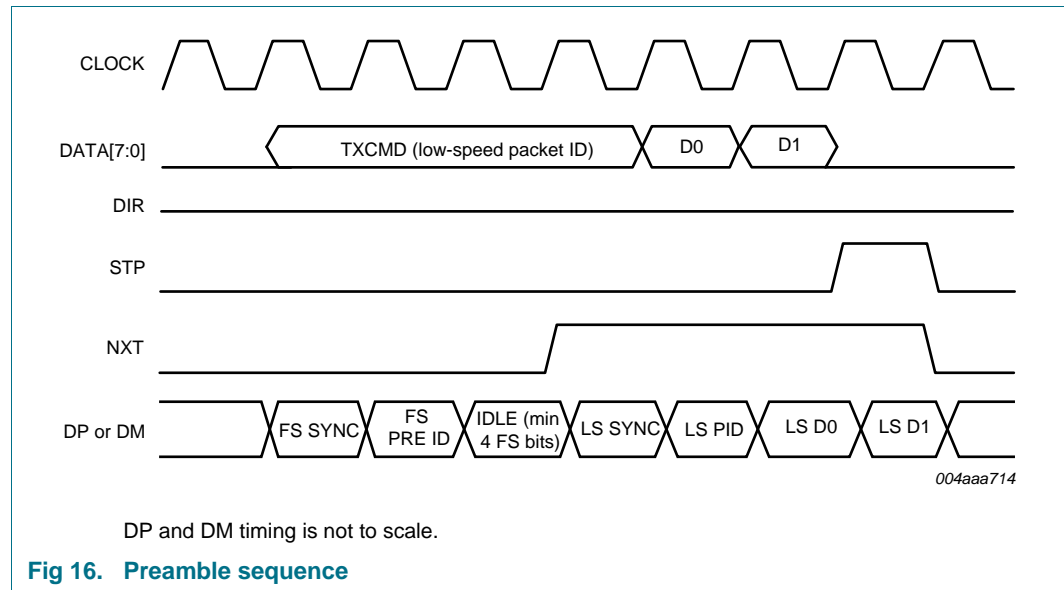 CLOCK
DATA[7:0]
TXCMD (low-speed packet ID)
D0
D1
DIR
STP
NXT
DP or DM
FS SYNC
FS
PRE ID
IDLE (min
4 FS bits)
LS SYNC
LS PID
LS D0
LS D1
004aaa714
DP and DM timing is not to scale.
Fig 16. Preamble sequence